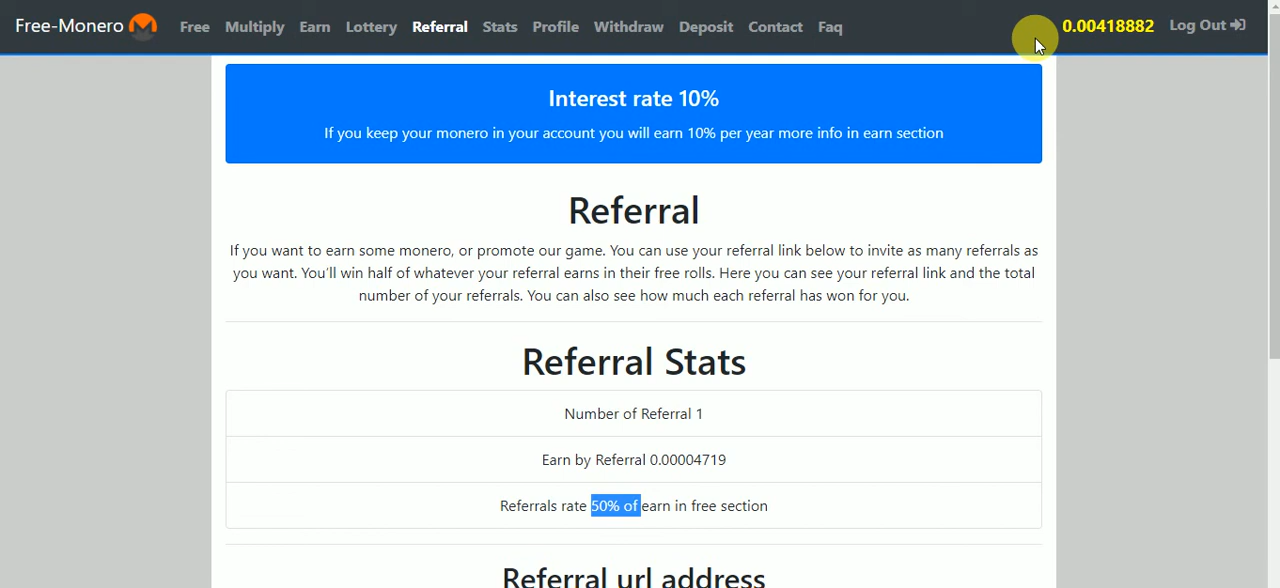 Free-Monero Free Multiply Earn Lottery Referral Stats Profile Withdraw Deposit Contact Faq 0.00418882 Log Out
Interest rate 10%
If you keep your monero in your account you will earn 10% per year more info in earn section
Referral
If you want to earn some monero, or promote our game. You can use your referral link below to invite as many referrals as
you want. You'll win half of whatever your referral earns in their free rolls. Here you can see your referral link and the total
number of your referrals. You can also see how much each referral has won for you.
Referral Stats
Number of Referral 1
Earn by Referral 0.00004719
Referrals rate 50% of earn in free section
Referral url address